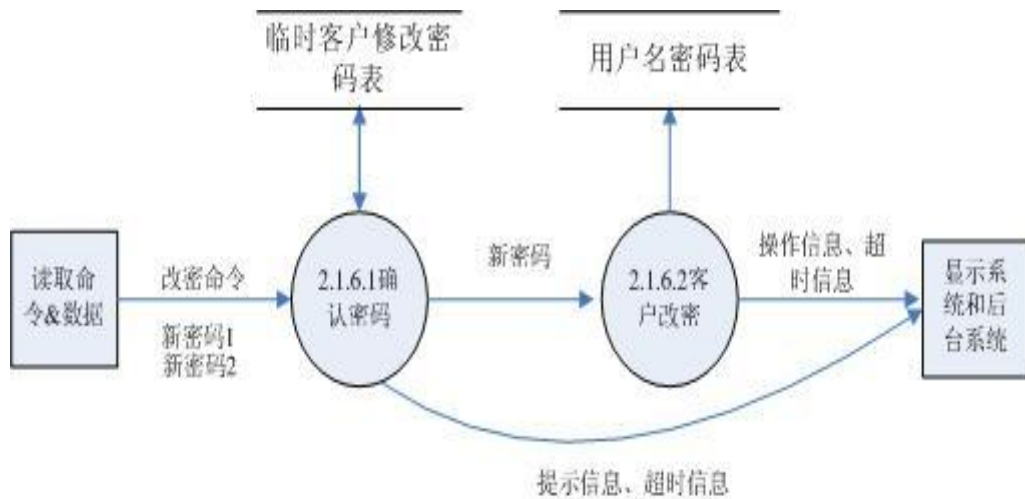 临时客户修改密
码表
用户名密码表
读取命
令&数据
改密命令
新密码1
新密码2
2.1.6.1确
认密码
新密码
2.1.6.2客
户改密
操作信息、超
时信息
显示系
统和后
台系统
提示信息、超时信息